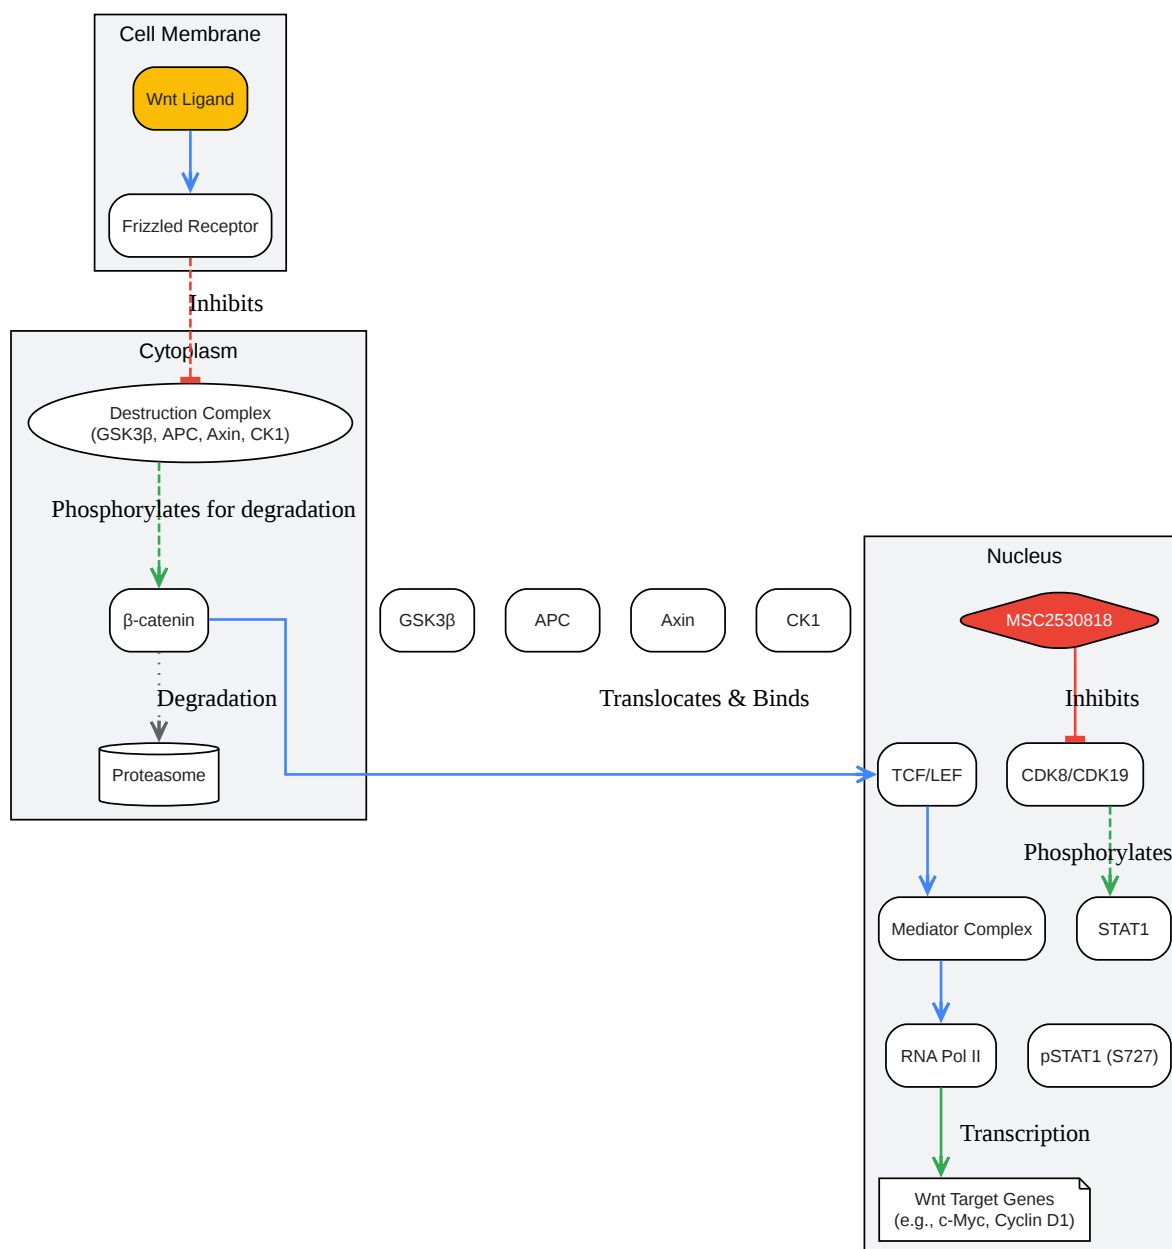 Cell Membrane
Wnt Ligand
Frizzled Receptor
Inhibits
Cytoplasm
Destruction Complex
(GSK3β, APC, Axin, CK1)
Phosphorylates for degradation
β-catenin
GSK3β
APC
Axin
CK1
Degradation
Translocates & Binds
Proteasome
Nucleus
MSC2530818
Inhibits
TCF/LEF
CDK8/CDK19
Phosphorylates
Mediator Complex
STAT1
RNA Pol II
pSTAT1 (S727)
Transcription
Wnt Target Genes
(e.g., c-Myc, Cyclin D1)